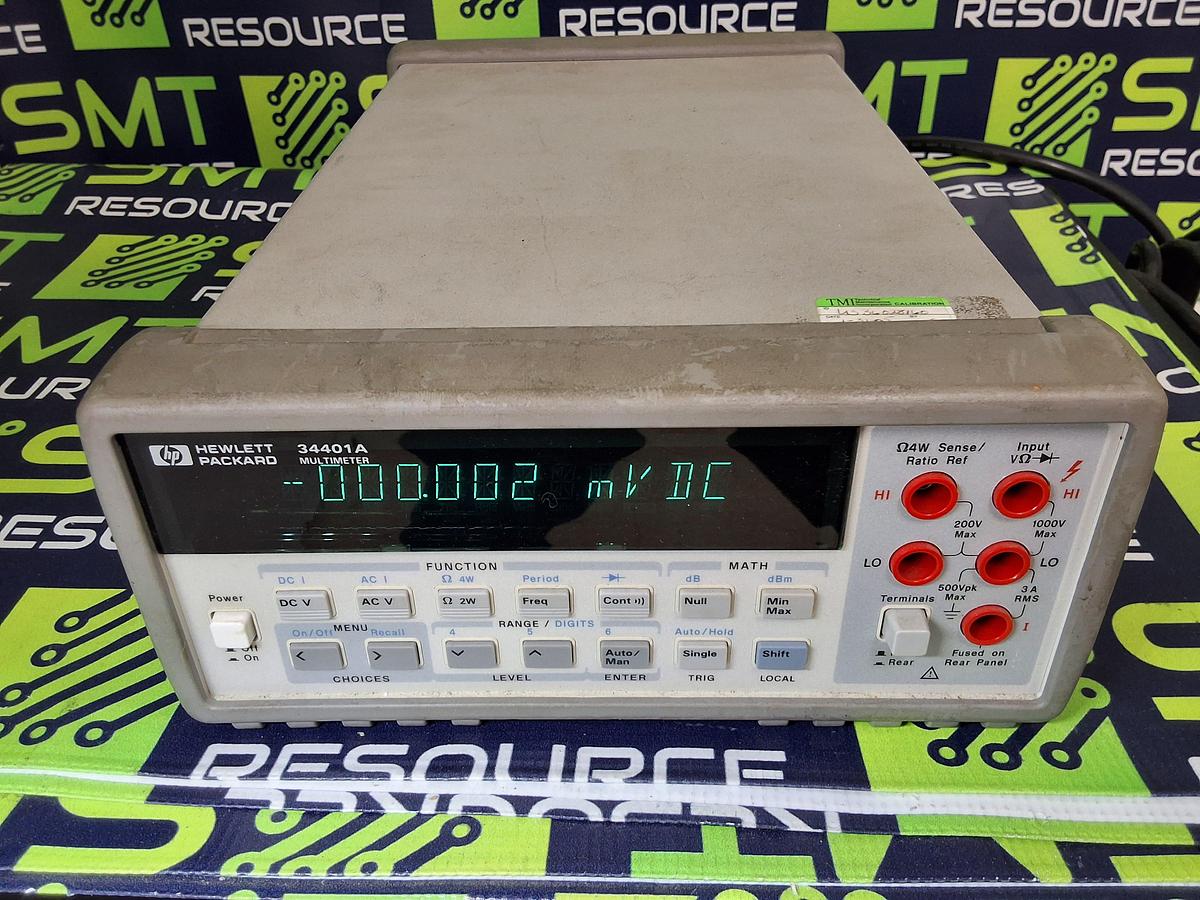 RESOURCE
RESOURCE
RESOURCE
SMT
SMT
RESOURCE
RESOURCE
TMI
CALIBRATION
hp HEWLETT PACKARD
34401A
MULTIMETER
-000.002 mV DC
Ω4W Sense/
Ratio Ref
Input
VΩ
HI
HI
200V
Max
1000V
Max
LO
LO
500Vpk
Max
3A
RMS
Terminals
I
Rear
Fused on
Rear Panel
FUNCTION
MATH
DC I
AC I
Ω 4W
Period
dB
dBm
Power
DC V
AC V
Ω 2W
Freq
Cont
Null
Min
Max
Off
On
MENU
RANGE / DIGITS
On/Off
Recall
4
5
6
Auto/Hold
<
>
Auto/
Man
Single
Shift
CHOICES
LEVEL
ENTER
TRIG
LOCAL
RESOURCE